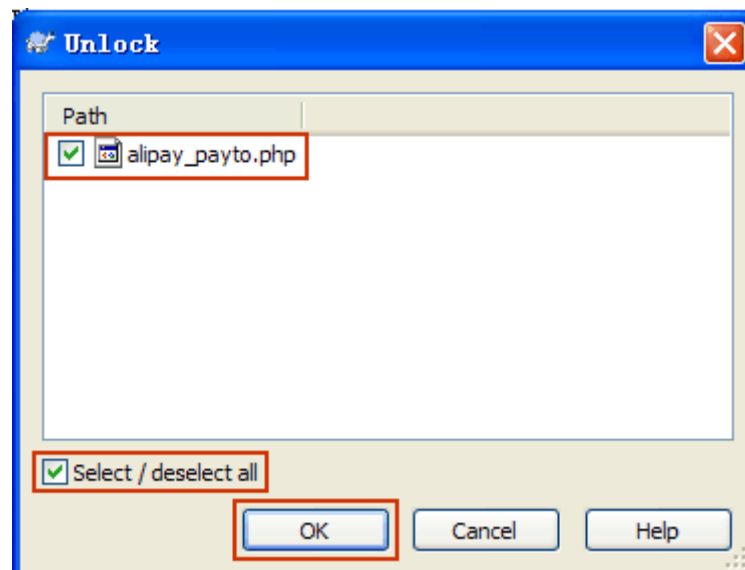 Unlock
Path
alipay_payto.php
Select / deselect all
OK Cancel Help